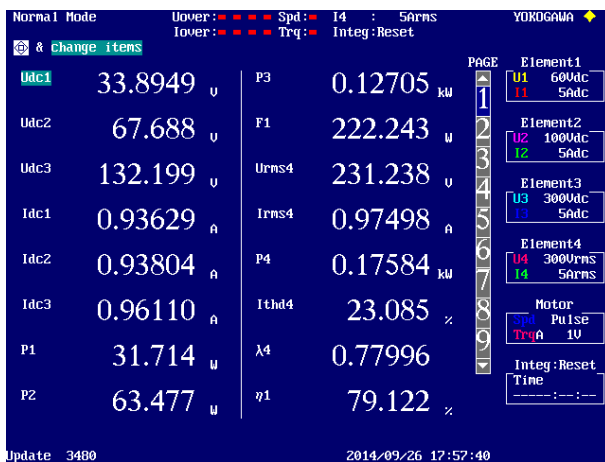 Normal Mode Uover: Spd: I4 : 5Arms YOKOGAWA
Iover: Trq: Integ:Reset
& change items
PAGE
Udc1 33.8949 V P3 0.12705 kW
Udc2 67.688 V F1 222.243 W
Udc3 132.199 V Urms4 231.238 V
Idc1 0.93629 A Irms4 0.97498 A
Idc2 0.93804 A P4 0.17584 kW
Idc3 0.96110 A Ithd4 23.085 %
P1 31.714 W λ4 0.77996
P2 63.477 W η1 79.122 %
1
2
3
4
5
6
7
8
9
Element1
U1 60Vdc
I1 5Adc
Element2
U2 100Vdc
I2 5Adc
Element3
U3 300Vdc
I3 5Adc
Element4
U4 300Vrms
I4 5Arms
Motor
Spd Pulse
TrqA 1V
Integ:Reset
Time
-----:--:--
Update 3480 2014/09/26 17:57:40